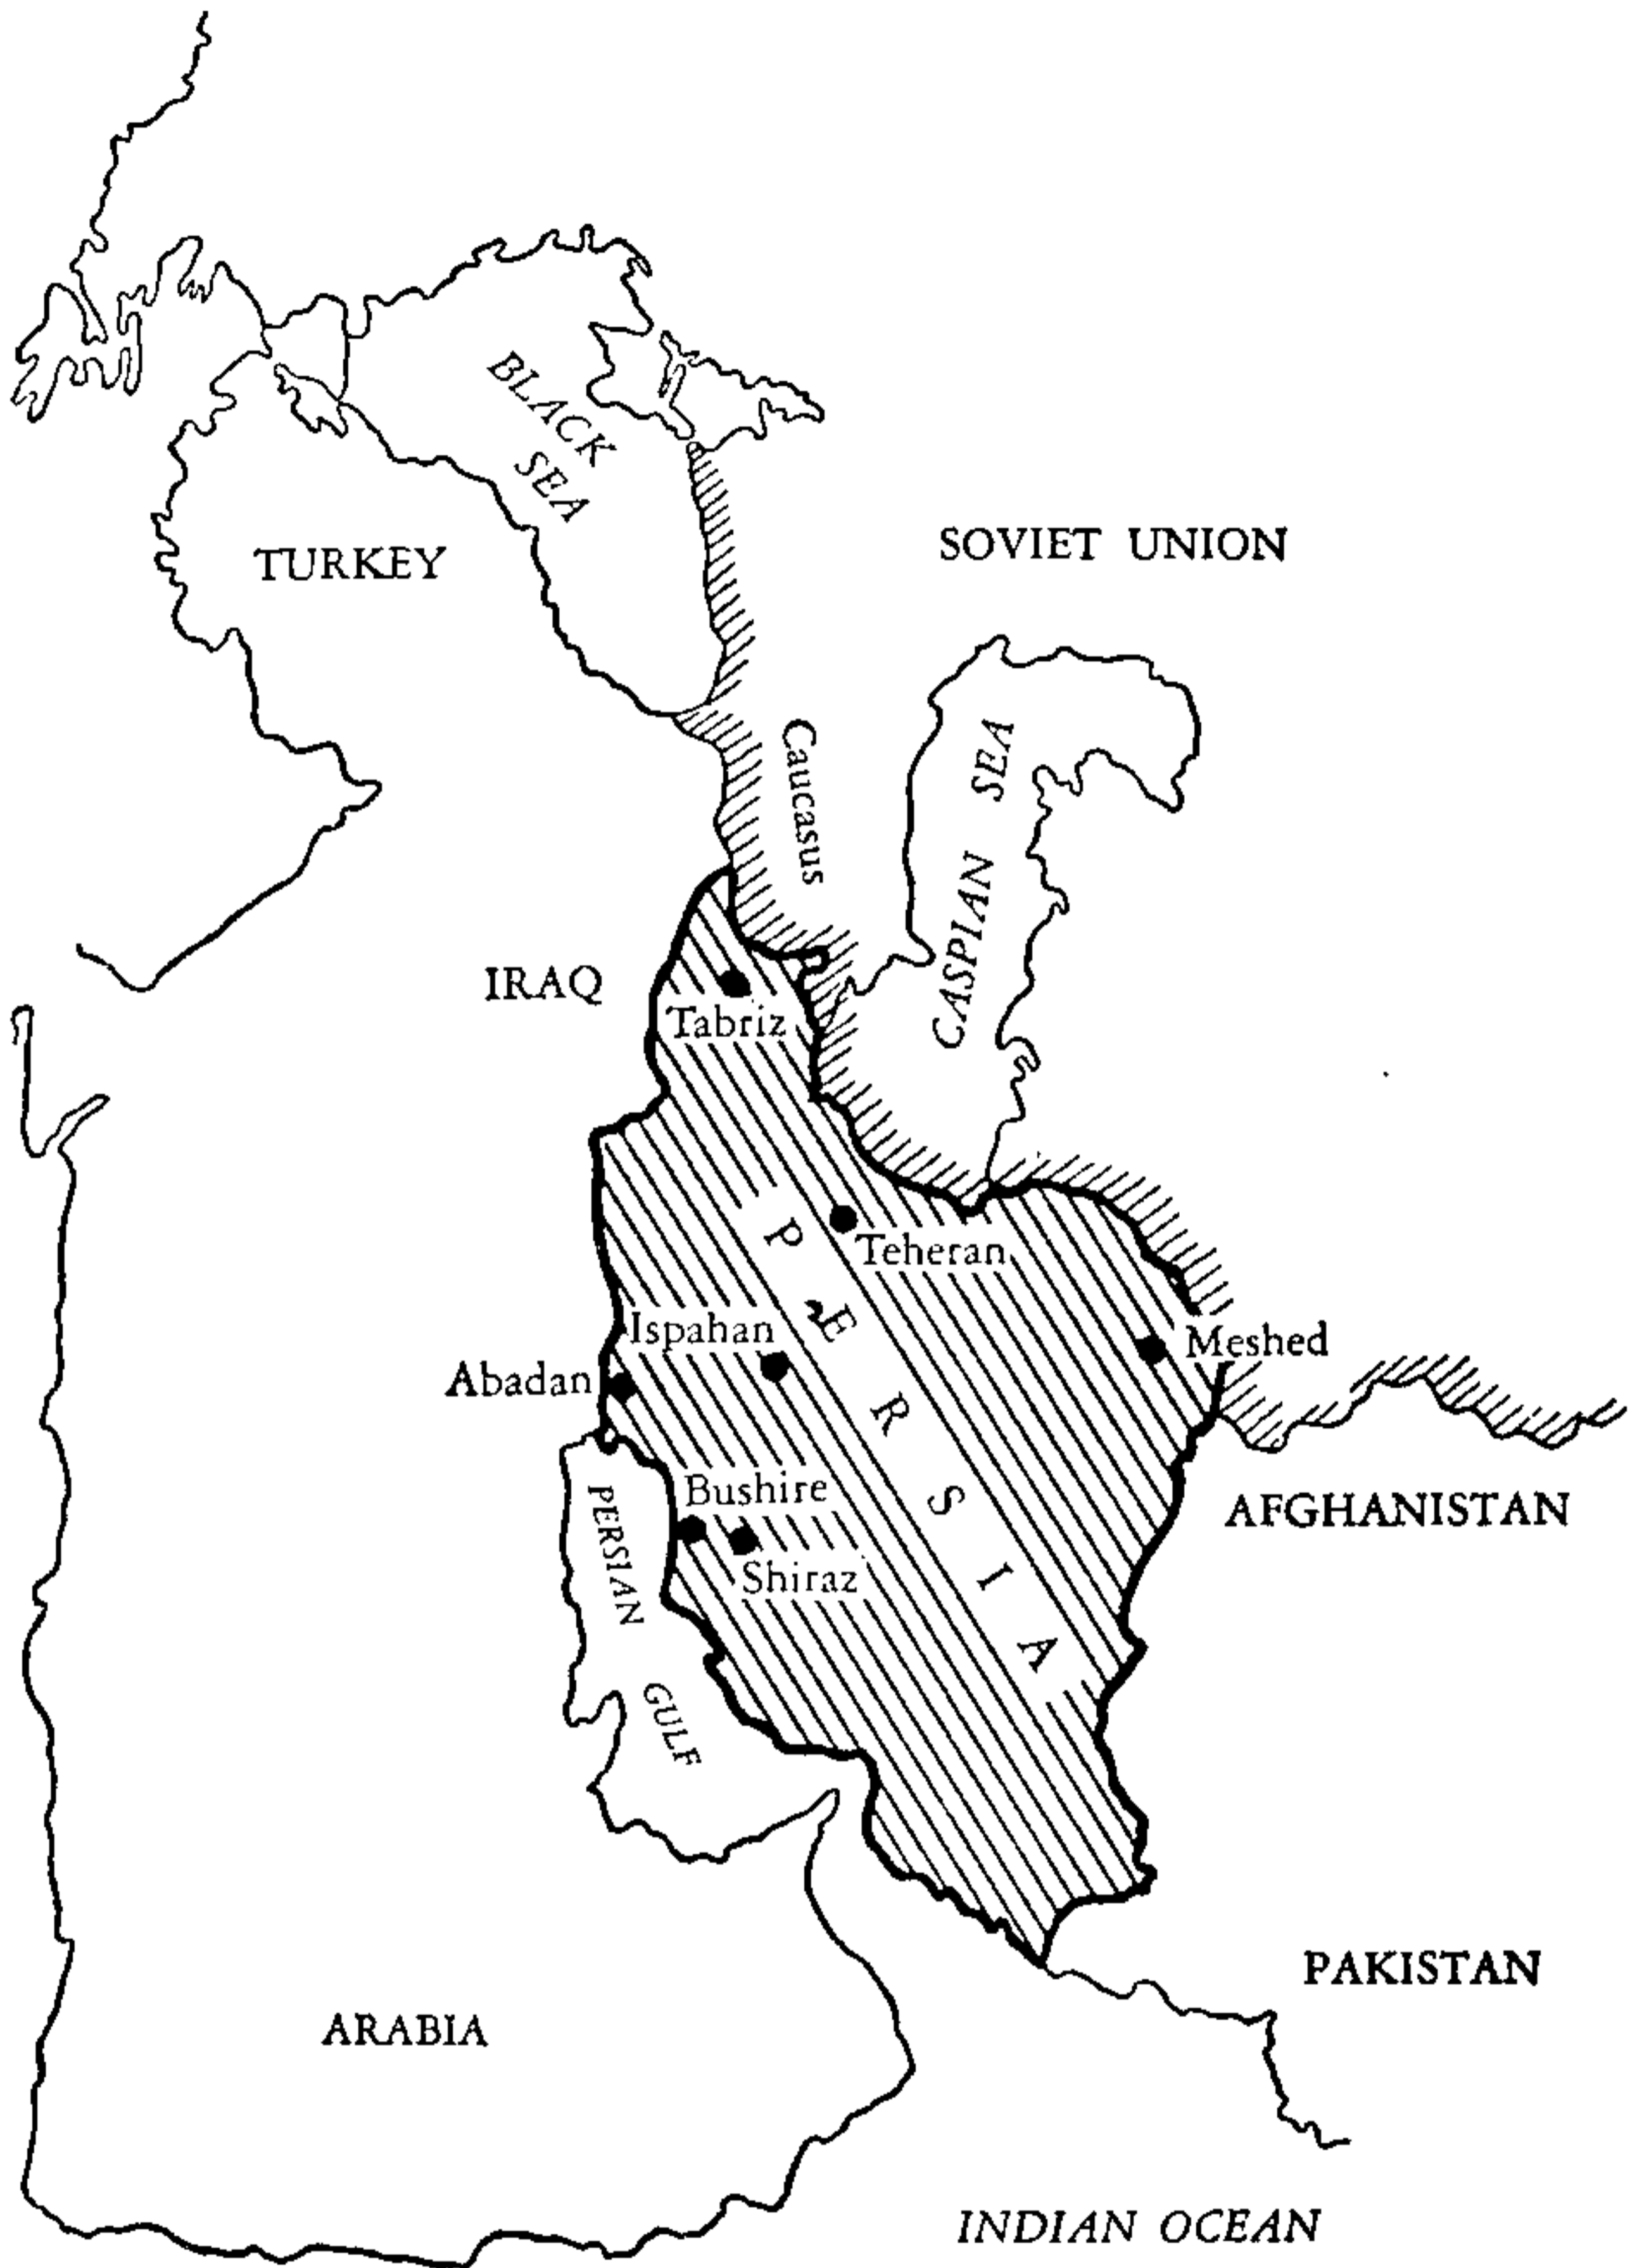 BLACK
SEA
SOVIET UNION
TURKEY
Caucasus
CASPIAN SEA
IRAQ
Tabriz
PERSIA
Teheran
Ispahan
Meshed
Abadan
Bushire
AFGHANISTAN
PERSIAN
GULF
Shiraz
PAKISTAN
ARABIA
INDIAN OCEAN